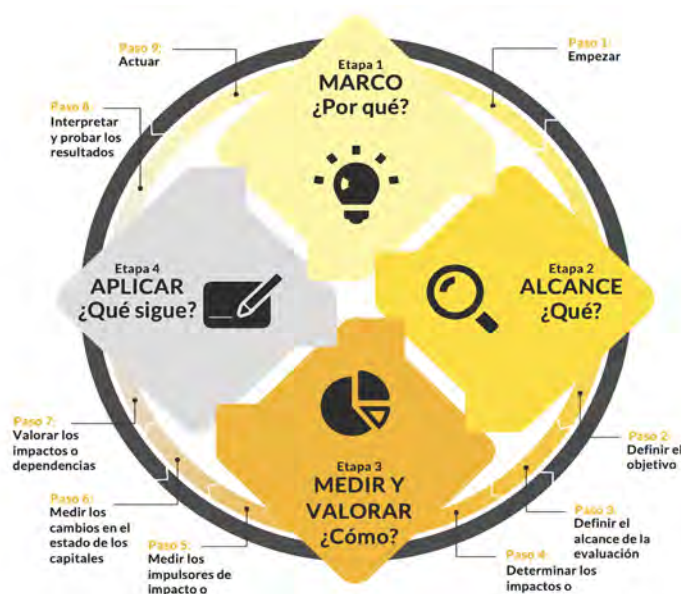 Paso 9:
Actuar
Paso 8:
Interpretar
y probar los
resultados
Etapa 1
MARCO
¿Por qué?
Paso 1:
Empezar
Etapa 4
APLICAR
¿Qué sigue?
Etapa 2
ALCANCE
¿Qué?
Etapa 3
MEDIR Y
VALORAR
¿Cómo?
Paso 7:
Valorar los
impactos o
dependencias
Paso 6:
Medir los
cambios en el
estado de los
capitales
Paso 5:
Medir los
impulsores de
impacto o
Paso 2:
Definir el
objetivo
Paso 3:
Definir el
alcance de la
evaluación
Paso 4:
Determinar los
impactos o